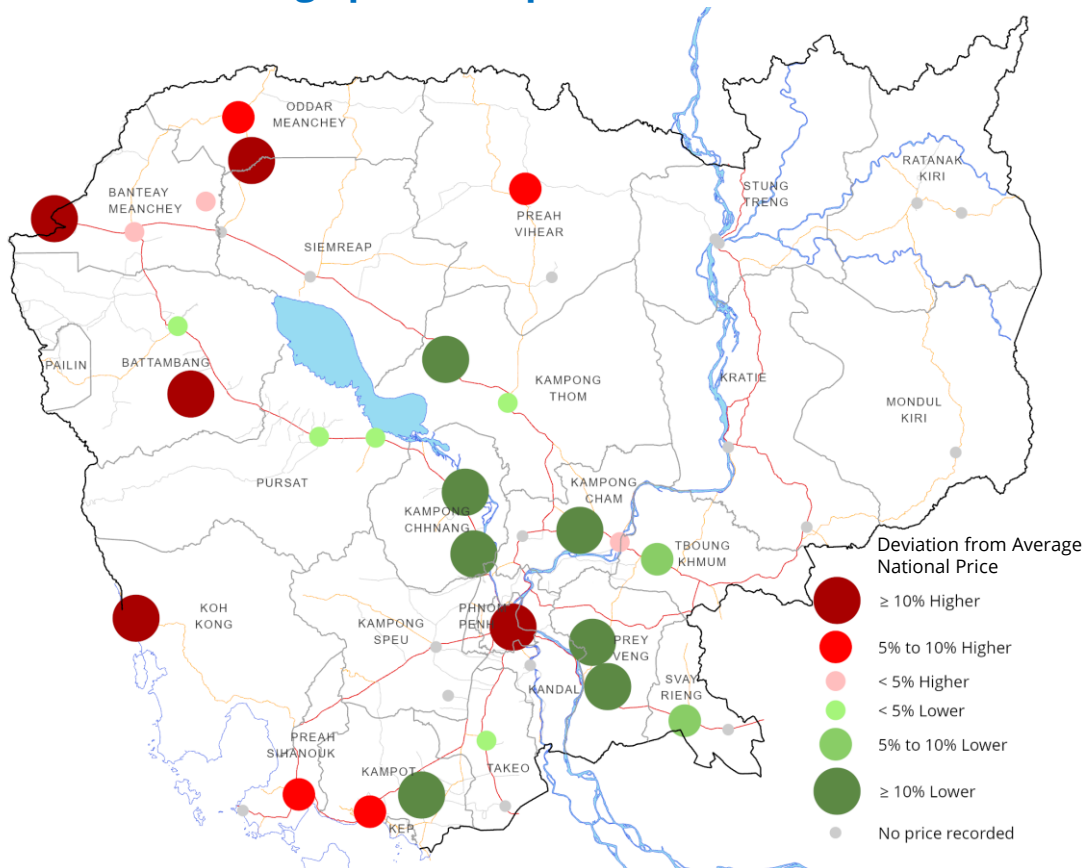 ODDAR
MEANCHEY
RATANAK
KIRI
STUNG
TRENG
BANTEAY
MEANCHEY
PREAH
VIHEAR
SIEMREAP
PAILIN
BATTAMBANG
KAMPONG
THOM
KRATIE
MONDUL
KIRI
PURSAT
KAMPONG
CHAM
KAMPONG
CHHNANG
TBOUNG
KHMUM
Deviation from Average
National Price
≥ 10% Higher
5% to 10% Higher
< 5% Higher
< 5% Lower
5% to 10% Lower
≥ 10% Lower
No price recorded
KOH
KONG
KAMPONG
SPEU
PHNOM
PENH
PREY
VENG
KANDAL
SVAY
RIENG
PREAH
SIHANOUK
KAMPOT
TAKEO
KEP